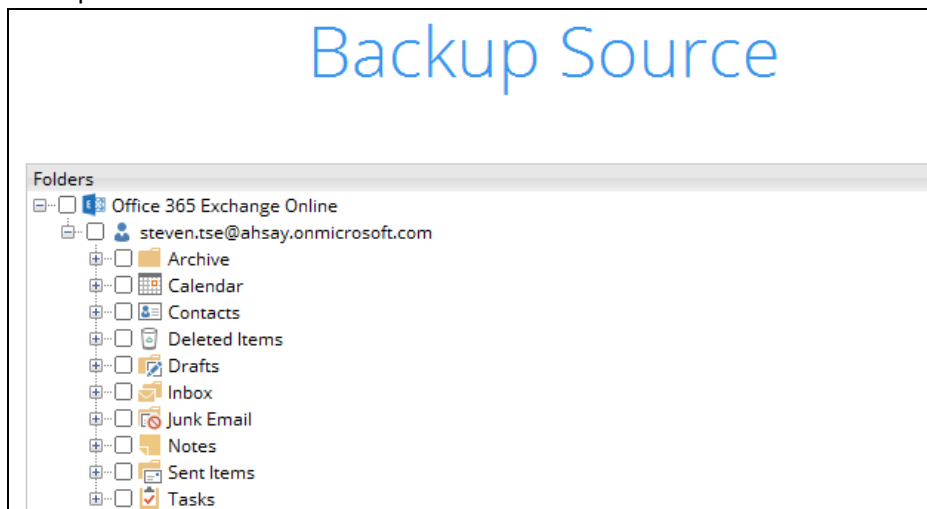 Backup Source
Folders
Office 365 Exchange Online
steven.tse@ahsay.onmicrosoft.com
Archive
Calendar
Contacts
Deleted Items
Drafts
Inbox
Junk Email
Notes
Sent Items
Tasks